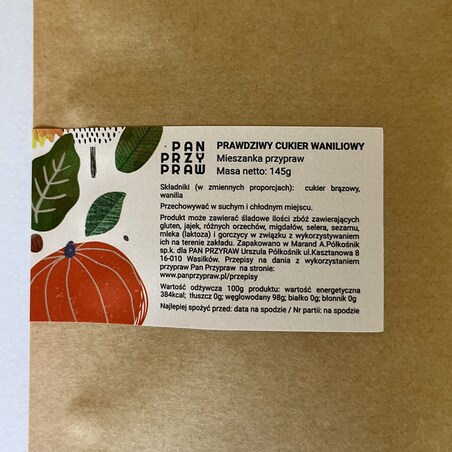 PAN
PRZY
PRAW
PRAWDZIWY CUKIER WANILIOWY
Mieszanka przypraw
Masa netto: 145g
Składniki (w zmiennych proporcjach): cukier brązowy,
wanilia
Przechowywać w suchym i chłodnym miejscu.
Produkt może zawierać śladowe ilości zbóż zawierających
gluten, jajek, różnych orzechów, migdałów, selera, sezamu,
mleka (laktoza) i gorczycy w związku z wykorzystywaniem
ich na terenie zakładu. Zapakowano w Marand A.Półkośnik
sp.k. dla PAN PRZYRAW Urszula Półkośnik ul.Kasztanowa 8
16-010 Wasilków. Przepisy na dania z wykorzystaniem
przypraw Pan Przypraw na stronie:
www.panzypraw.pl/przepisy
Wartość odżywcza 100g produktu: wartość energetyczna
384kcal; tłuszcz 0g; węglowodany 98g; białko 0g; błonnik 0g
Najlepiej spożyć przed: data na spodzie / Nr partii: na spodzie